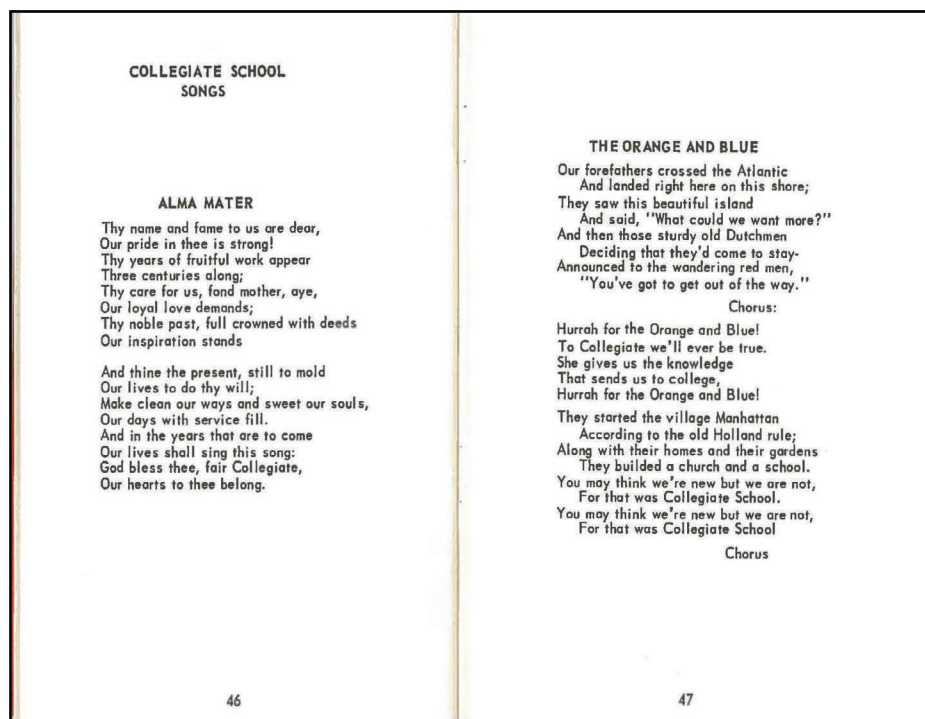 COLLEGIATE SCHOOL
SONGS
ALMA MATER
Thy name and fame to us are dear,
Our pride in thee is strong!
Thy years of fruitful work appear
Three centuries along;
Thy care for us, fond mother, aye,
Our loyal love demands;
Thy noble past, full crowned with deeds
Our inspiration stands
And thine the present, still to mold
Our lives to do thy will;
Make clean our ways and sweet our souls,
Our days with service fill.
And in the years that are to come
Our lives shall sing this song:
God bless thee, fair Collegiate,
Our hearts to thee belong.
46
THE ORANGE AND BLUE
Our forefathers crossed the Atlantic
And landed right here on this shore;
They saw this beautiful island
And said, "What could we want more?"
And then those sturdy old Dutchmen
Deciding that they'd come to stay-
Announced to the wandering red men,
"You've got to get out of the way."
Chorus:
Hurrah for the Orange and Blue!
To Collegiate we'll ever be true.
She gives us the knowledge
That sends us to college,
Hurrah for the Orange and Blue!
They started the village Manhattan
According to the old Holland rule;
Along with their homes and their gardens
They builded a church and a school.
You may think we're new but we are not,
For that was Collegiate School.
You may think we're new but we are not,
For that was Collegiate School
Chorus
47